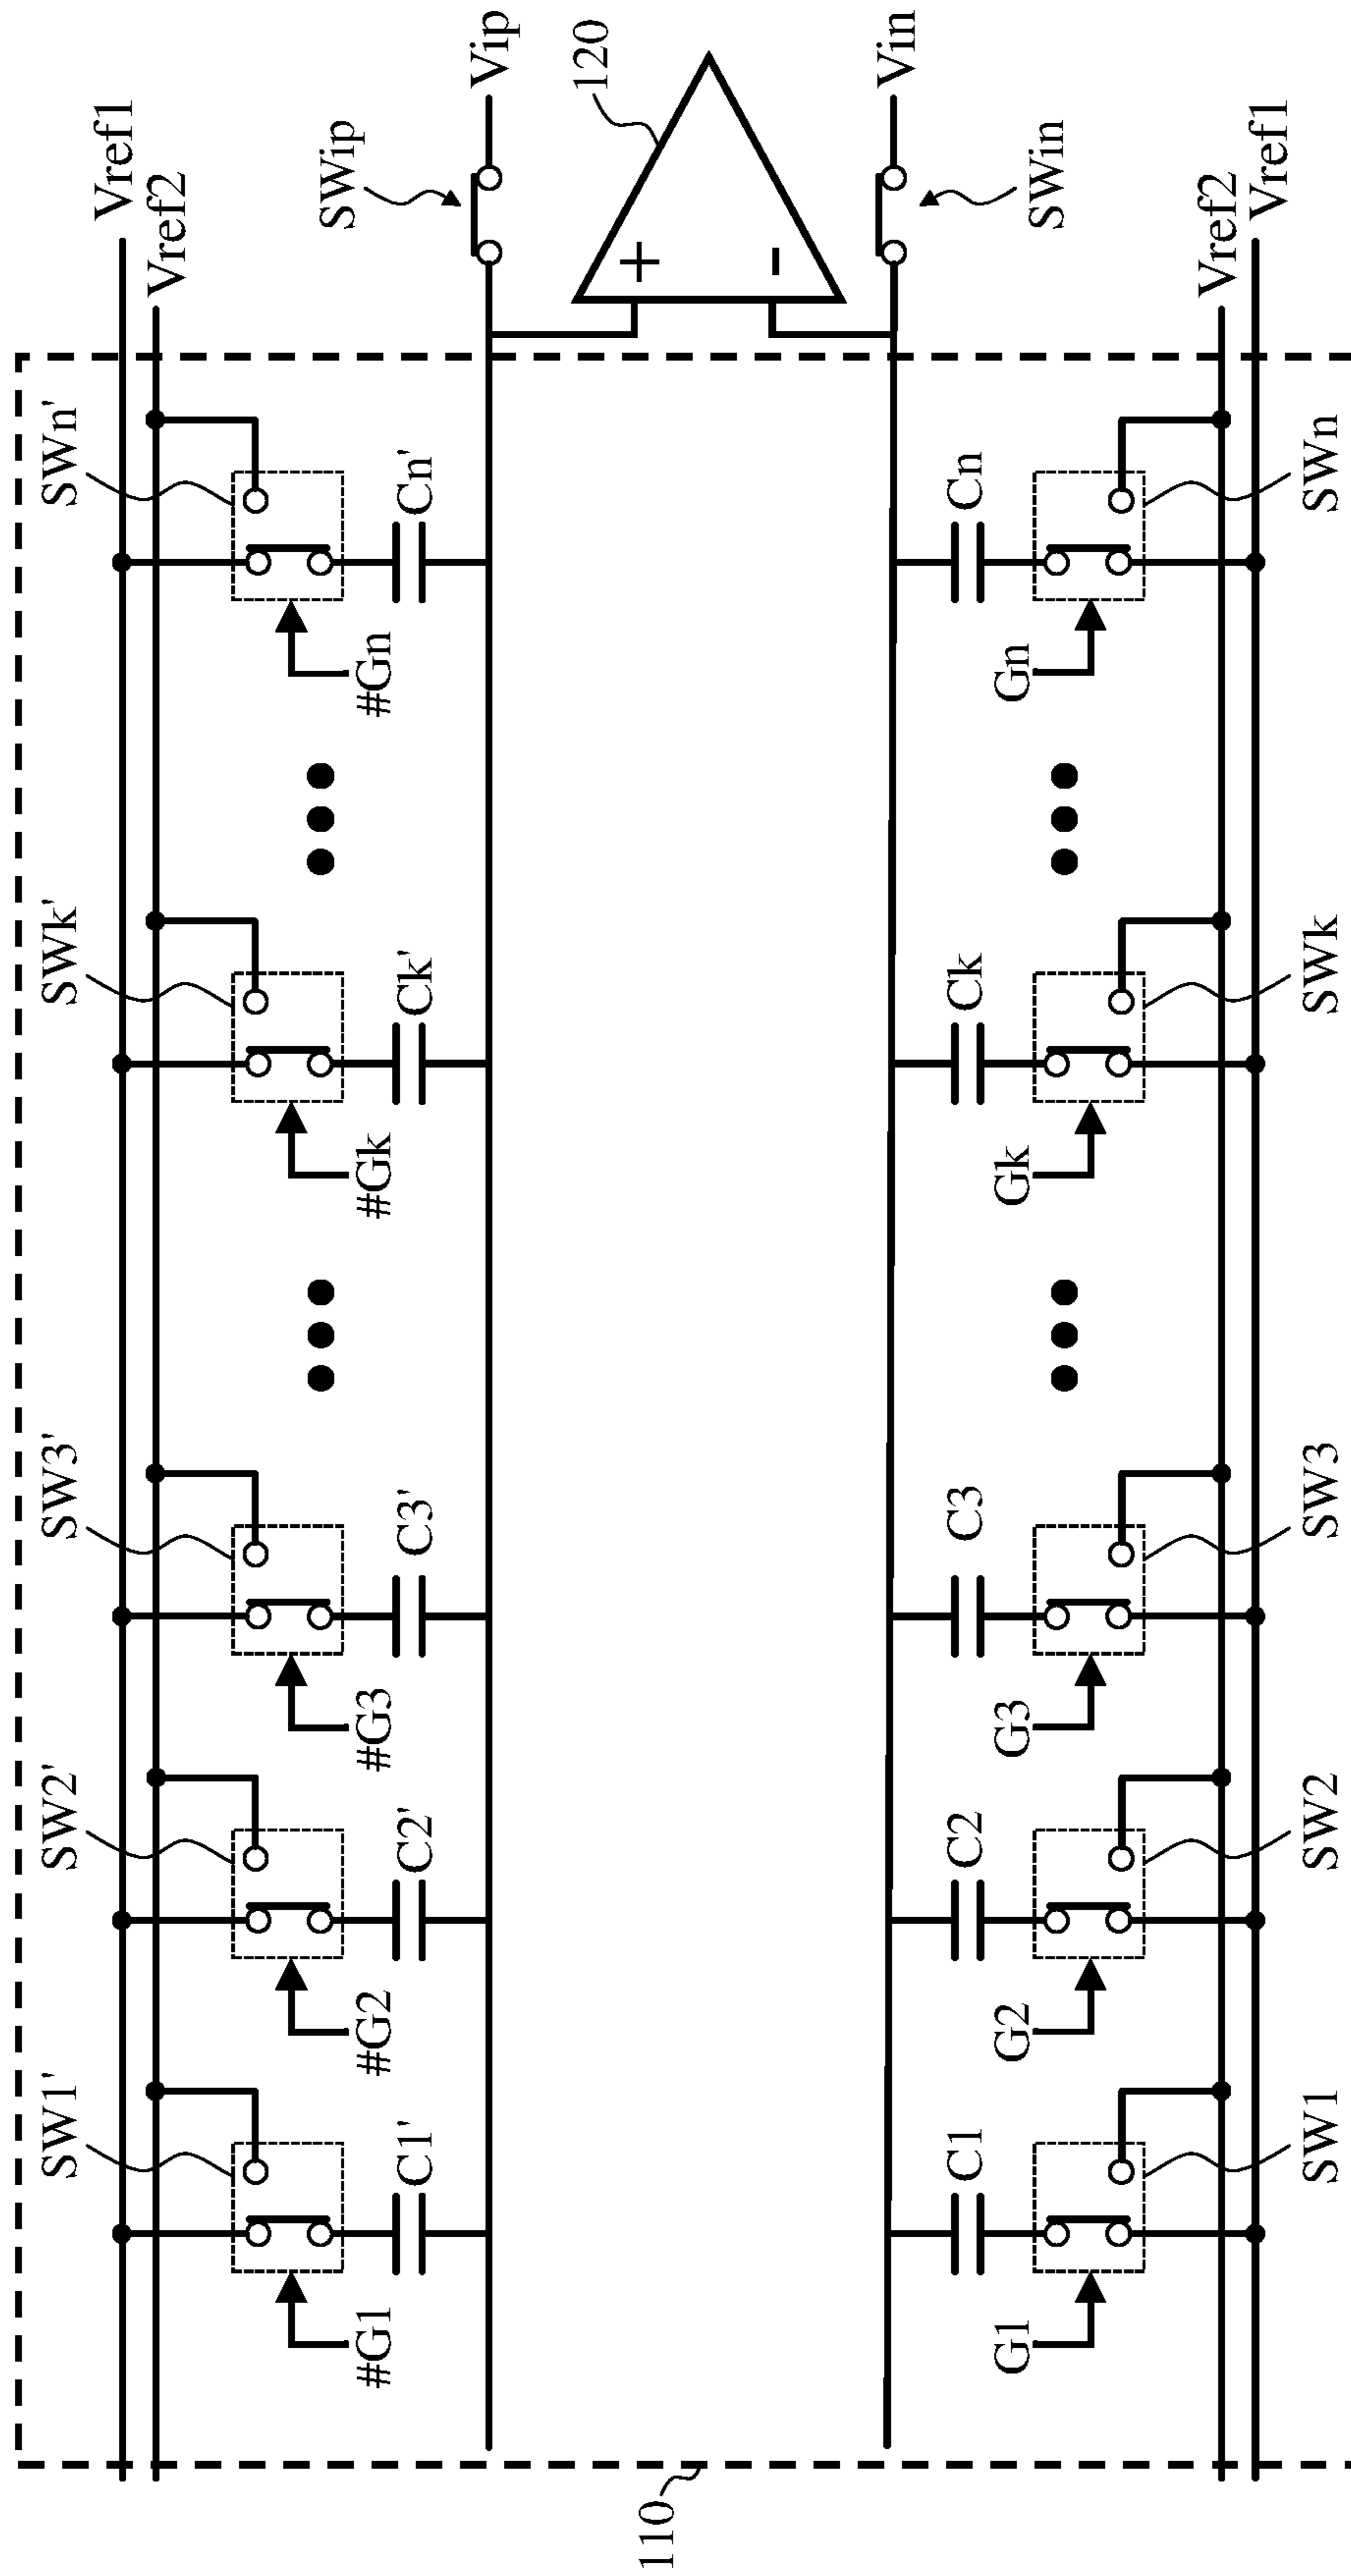 SW1' SW2' SW3' SWk' SWn' Vref1
Vref2
#G1 #G2 #G3 #Gk #Gn
C1' C2' C3' Ck' Cn'
SWip
Vip
110
120
+
-
Vin
SWin
C1 C2 C3 Ck Cn
G1 G2 G3 Gk Gn
Vref2
Vref1
SW1 SW2 SW3 SWk SWn